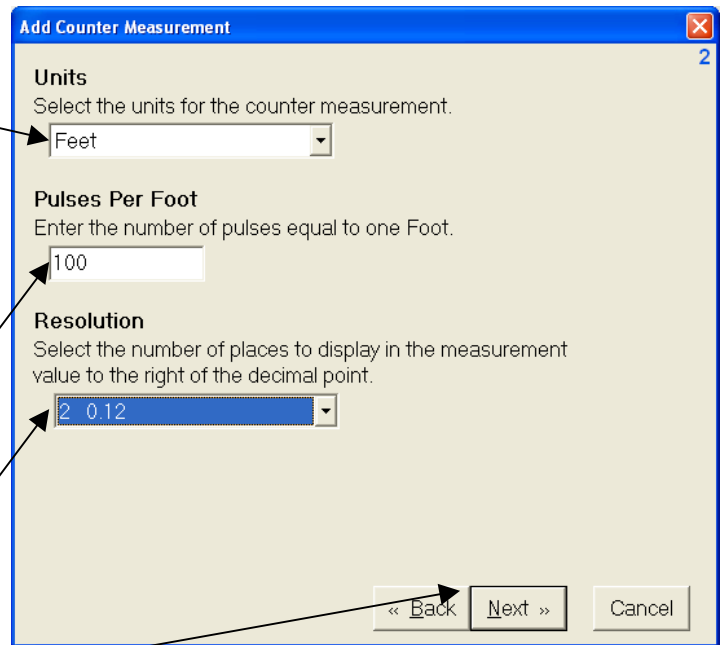 Add Counter Measurement
2
Units
Select the units for the counter measurement.
Feet
Pulses Per Foot
Enter the number of pulses equal to one Foot.
100
Resolution
Select the number of places to display in the measurement
value to the right of the decimal point.
2 0.12
« Back Next » Cancel